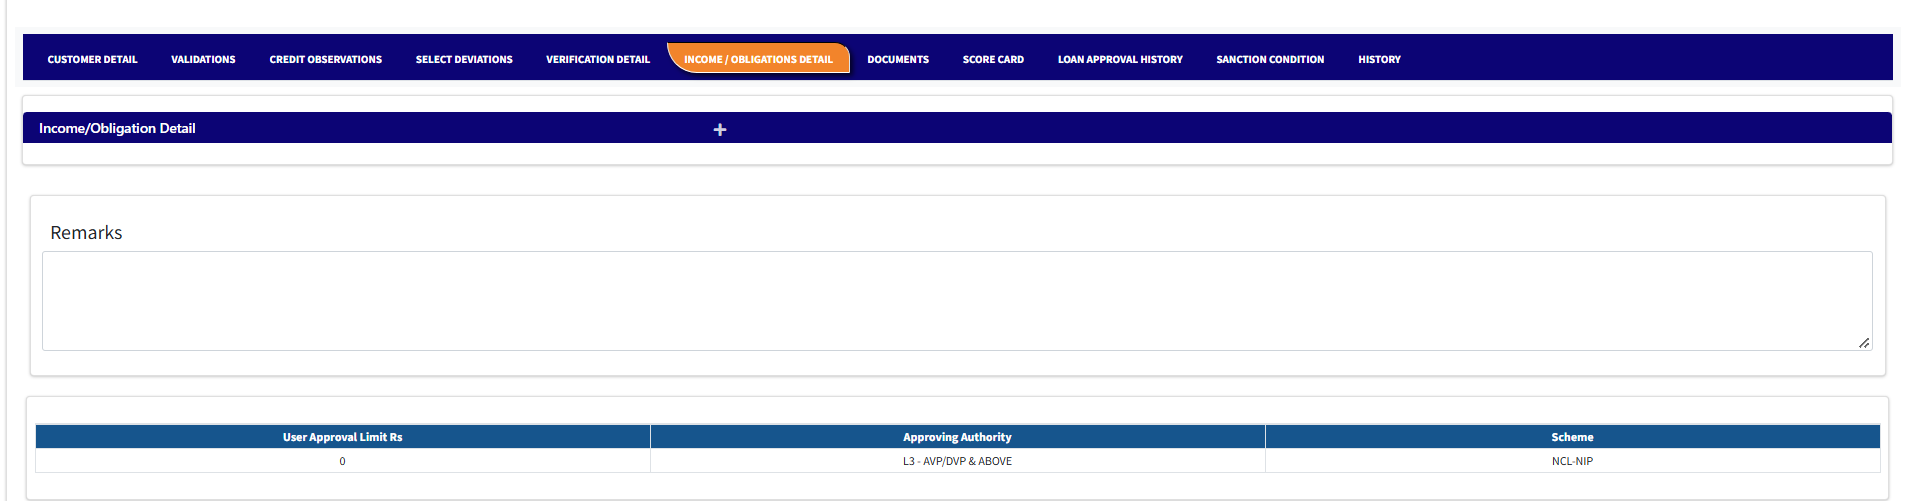 CUSTOMER DETAIL VALIDATIONS CREDIT OBSERVATIONS SELECT DEVIATIONS VERIFICATION DETAIL INCOME / OBLIGATIONS DETAIL DOCUMENTS SCORE CARD LOAN APPROVAL HISTORY SANCTION CONDITION HISTORY
Income/Obligation Detail +
Remarks
User Approval Limit Rs Approving Authority Scheme
0 L3 - AVP/DVP & ABOVE NCL-NIP